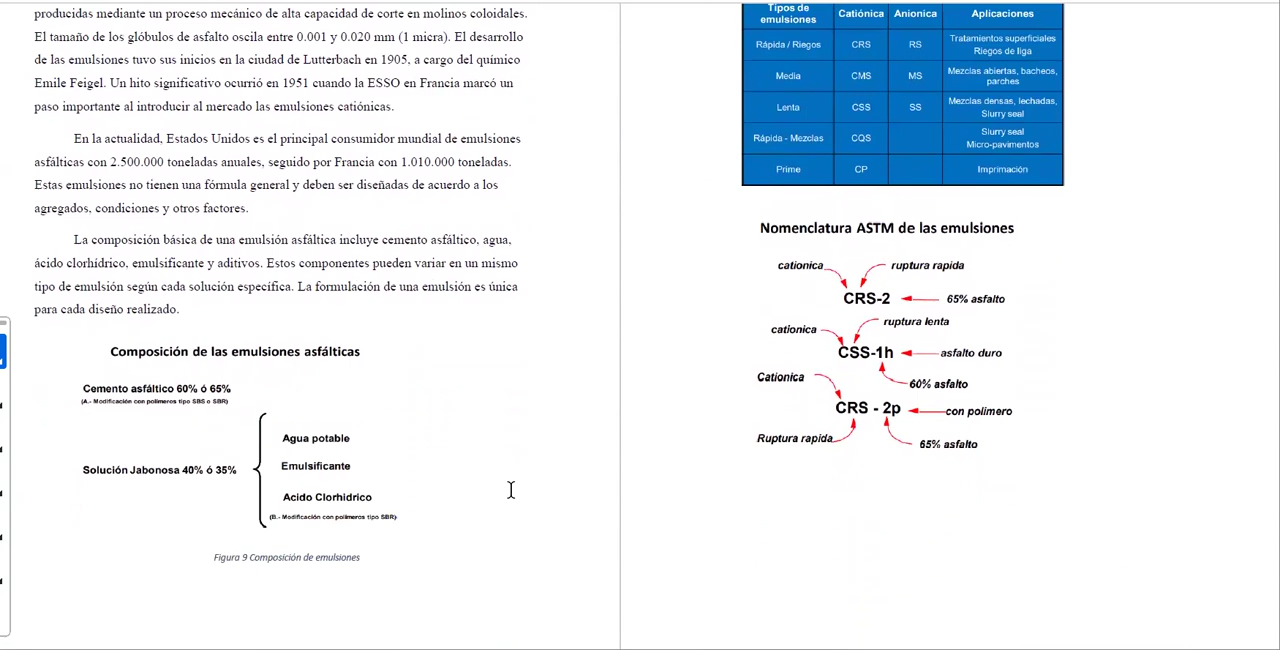 producidas mediante un proceso mecánico de alta capacidad de corte en molinos coloidales.
El tamaño de los glóbulos de asfalto oscila entre 0.001 y 0.020 mm (1 micra). El desarrollo
de las emulsiones tuvo sus inicios en la ciudad de Lutterbach en 1905, a cargo del químico
Emile Feigel. Un hito significativo ocurrió en 1951 cuando la ESSO en Francia marcó un
paso importante al introducir al mercado las emulsiones catiónicas.
En la actualidad, Estados Unidos es el principal consumidor mundial de emulsiones
asfálticas con 2.500.000 toneladas anuales, seguido por Francia con 1.010.000 toneladas.
Estas emulsiones no tienen una fórmula general y deben ser diseñadas de acuerdo a los
agregados, condiciones y otros factores.
La composición básica de una emulsión asfáltica incluye cemento asfáltico, agua,
ácido clorhídrico, emulsificante y aditivos. Estos componentes pueden variar en un mismo
tipo de emulsión según cada solución específica. La formulación de una emulsión es única
para cada diseño realizado.
Composición de las emulsiones asfálticas
Cemento asfáltico 60% ó 65%
(A.- Modificación con polímeros tipo SBS o SBR)
Solución Jabonosa 40% ó 35%
Agua potable
Emulsificante
Acido Clorhidrico
(B.- Modificación con polímeros tipo SBR)
Figura 9 Composición de emulsiones
Tipos de emulsiones Catiónica Anionica Aplicaciones
Rápida / Riegos CRS RS Tratamientos superficiales Riegos de liga
Media CMS MS Mezclas abiertas, bacheos, parches
Lenta CSS SS Mezclas densas, lechadas, Slurry seal
Rápida - Mezclas CQS Slurry seal Micro-pavimentos
Prime CP Imprimación
Nomenclatura ASTM de las emulsiones
cationica ruptura rapida
CRS-2 65% asfalto
cationica ruptura lenta
CSS-1h asfalto duro
60% asfalto
Cationica
CRS - 2p con polimero
Ruptura rapida 65% asfalto